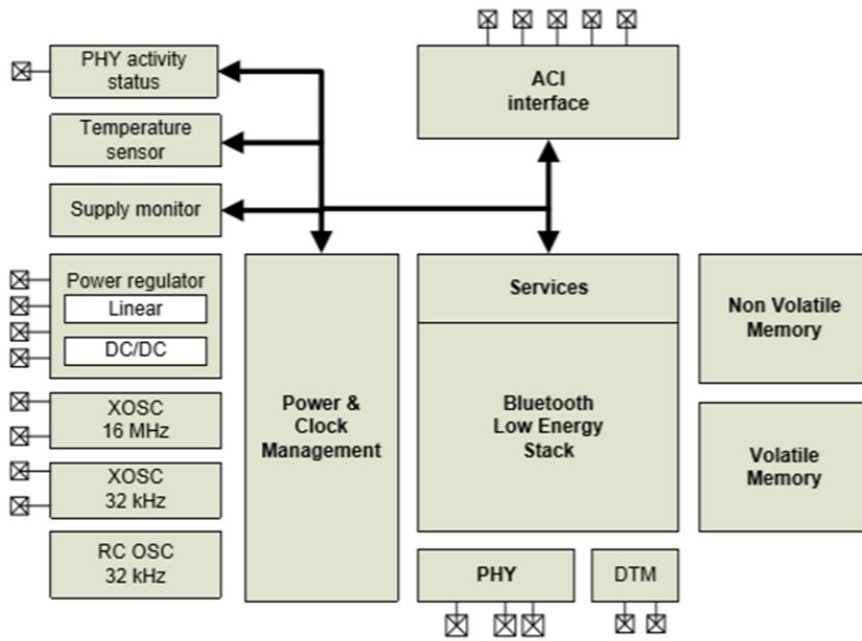 PHY activity
status
Temperature
sensor
Supply monitor
ACI
interface
Power regulator
Linear
DC/DC
XOSC
16 MHz
XOSC
32 kHz
RC OSC
32 kHz
Power &
Clock
Management
Services
Bluetooth
Low Energy
Stack
Non Volatile
Memory
Volatile
Memory
PHY
DTM